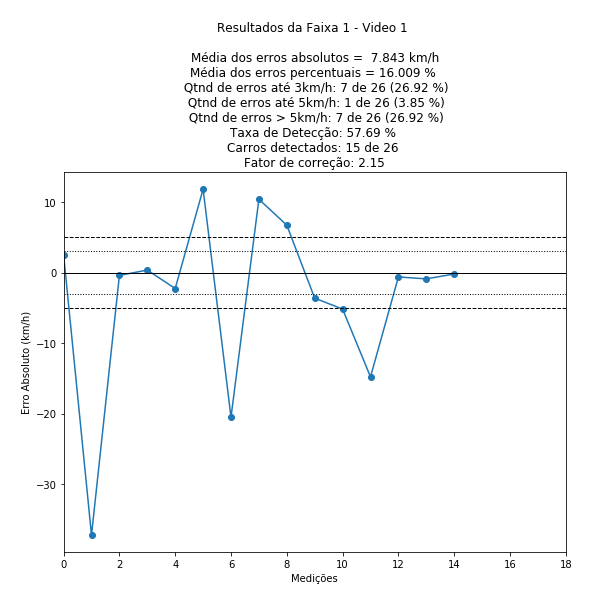 Resultados da Faixa 1 - Video 1
Média dos erros absolutos =  7.843 km/h
Média dos erros percentuais = 16.009 %
Qtnd de erros até 3km/h: 7 de 26 (26.92 %)
Qtnd de erros até 5km/h: 1 de 26 (3.85 %)
Qtnd de erros > 5km/h: 7 de 26 (26.92 %)
Taxa de Detecção: 57.69 %
Carros detectados: 15 de 26
Fator de correção: 2.15
10
0
−10
−20
−30
Erro Absoluto (km/h)
0 2 4 6 8 10 12 14 16 18
Medições